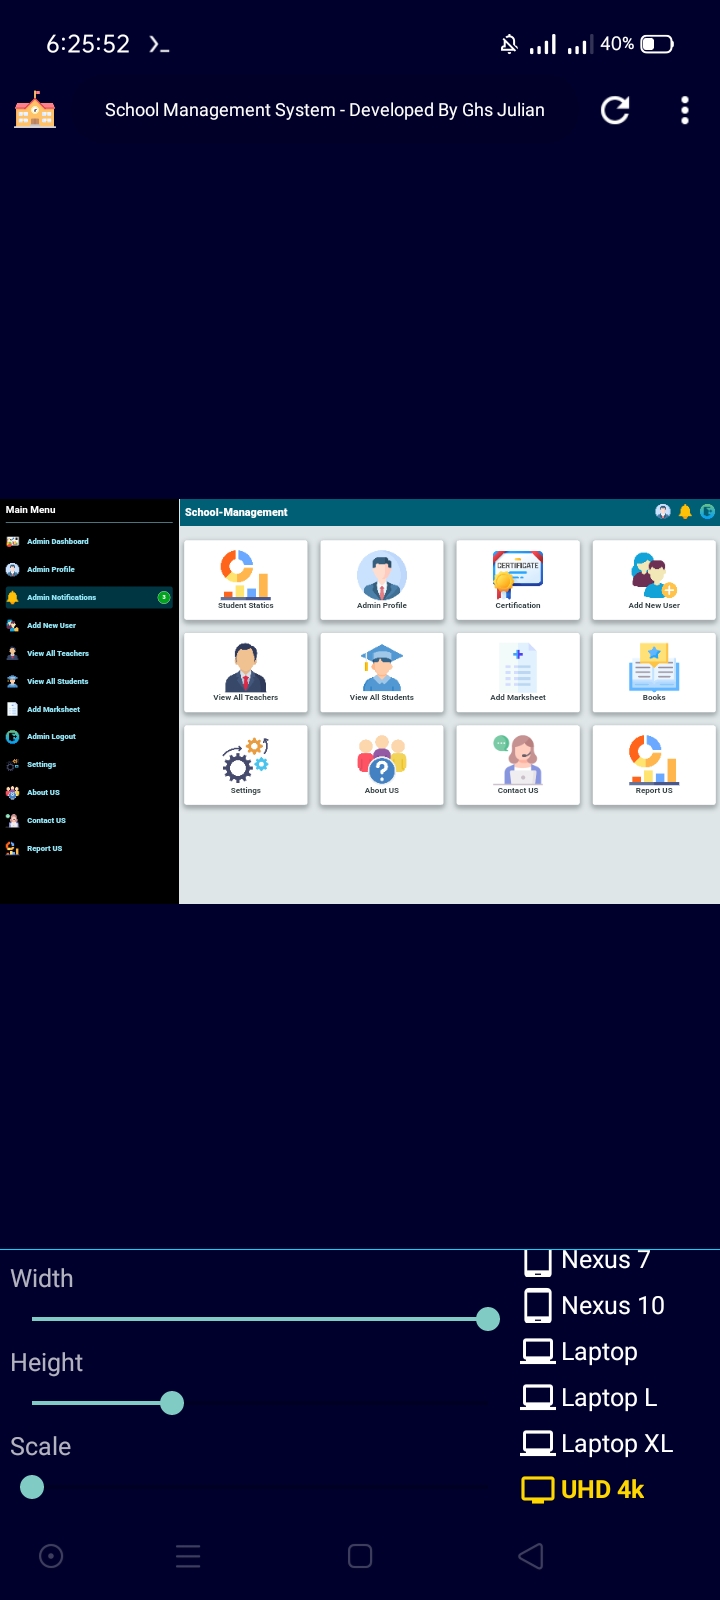 6:25:52
40%
School Management System - Developed By Ghs Julian
Main Menu
Admin Dashboard
Admin Profile
Admin Notifications 3
Add New User
View All Teachers
View All Students
Add Marksheet
Admin Logout
Settings
About US
Contact US
Report US
School-Management
Student Statics
Admin Profile
CERTIFICATE
Certification
Add New User
View All Teachers
View All Students
Add Marksheet
Books
Settings
?
About US
Contact US
Report US
Width
Height
Scale
Nexus 7
Nexus 10
Laptop
Laptop L
Laptop XL
UHD 4k